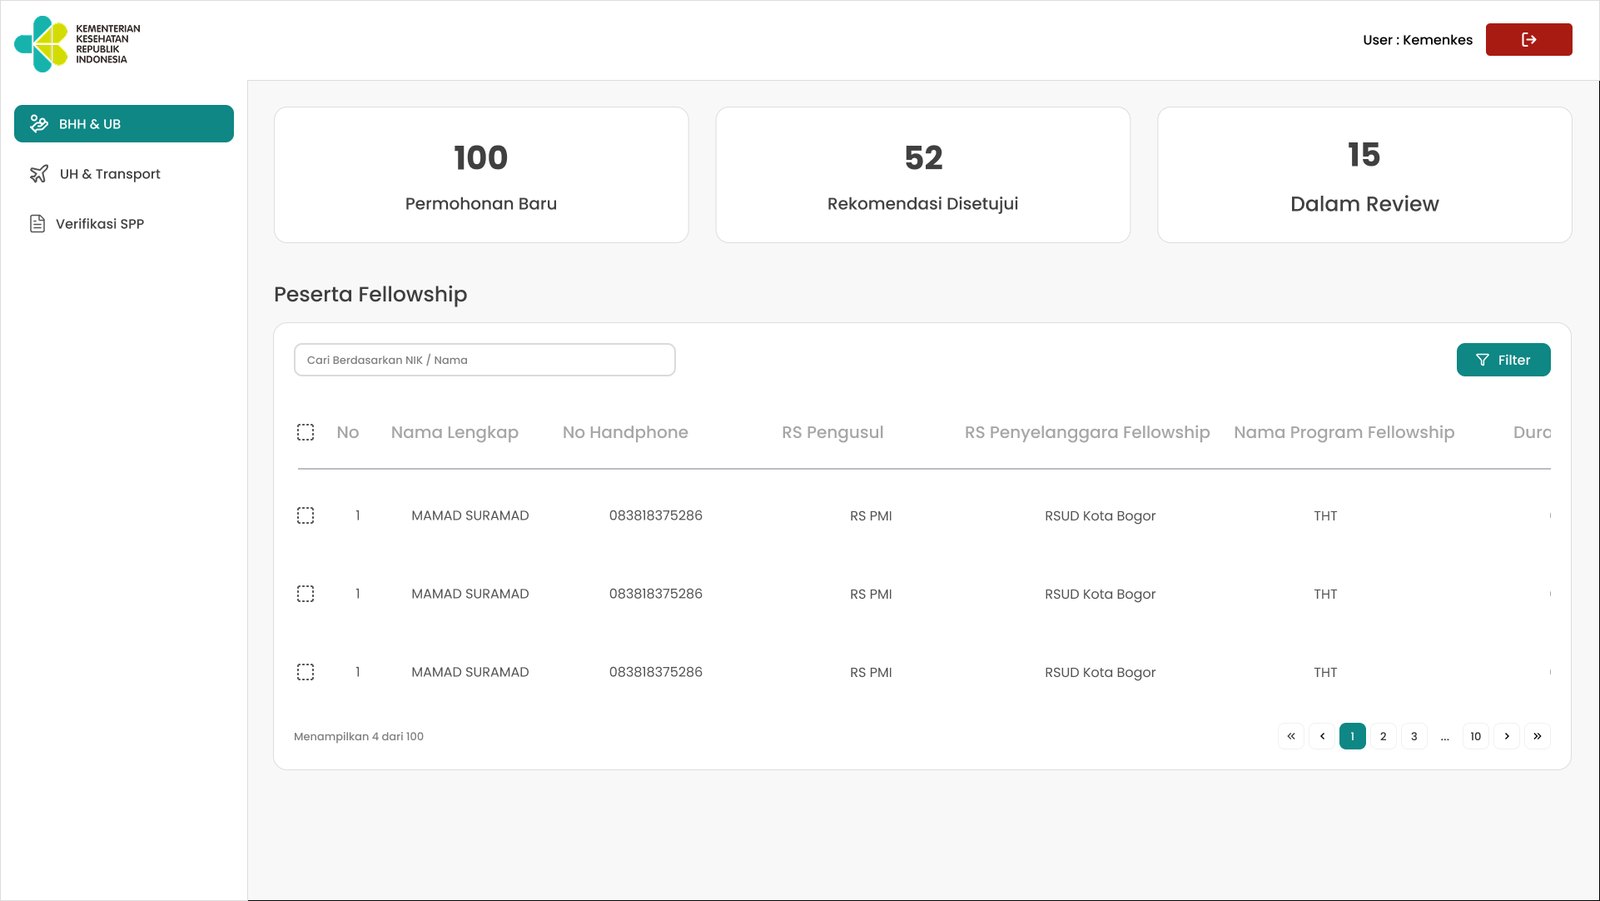 KEMENTERIAN
KESEHATAN
REPUBLIK
INDONESIA
User : Kemenkes
BHH & UB
UH & Transport
Verifikasi SPP
100
Permohonan Baru
52
Rekomendasi Disetujui
15
Dalam Review
Peserta Fellowship
Cari Berdasarkan NIK / Nama
Filter
No Nama Lengkap No Handphone RS Pengusul RS Penyelanggara Fellowship Nama Program Fellowship
1 MAMAD SURAMAD 083818375286 RS PMI RSUD Kota Bogor THT
1 MAMAD SURAMAD 083818375286 RS PMI RSUD Kota Bogor THT
1 MAMAD SURAMAD 083818375286 RS PMI RSUD Kota Bogor THT
Menampilkan 4 dari 100
« ‹ 1 2 3 ... 10 › »